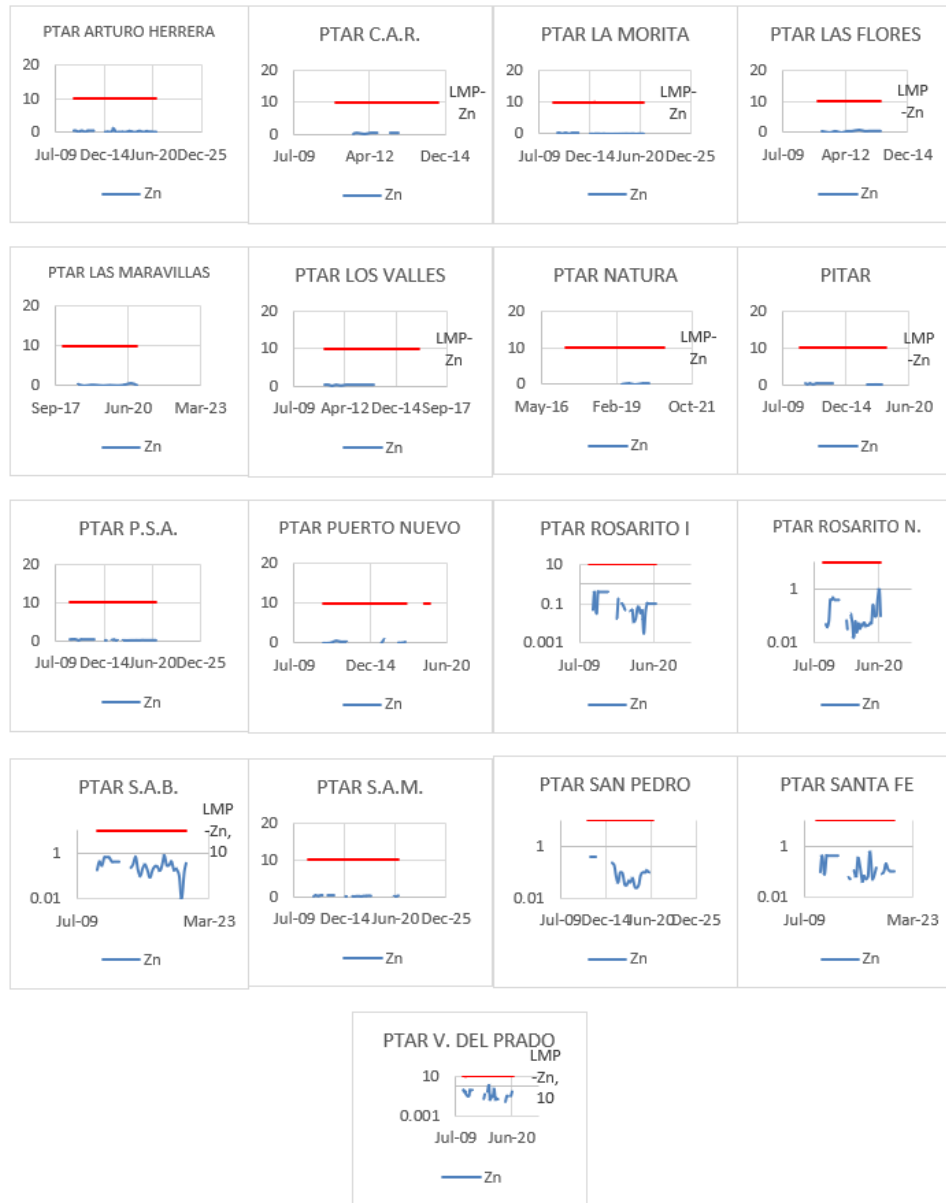 PTAR ARTURO HERRERA
20
10
0
Jul-09 Dec-14 Jun-20 Dec-25
Zn
PTAR C.A.R.
20
10
0
LMP-
Zn
Jul-09 Apr-12 Dec-14
Zn
PTAR LA MORITA
20
10
0
LMP-
Zn
Jul-09 Dec-14 Jun-20 Dec-25
Zn
PTAR LAS FLORES
20
10
0
LMP
-Zn
Jul-09 Apr-12 Dec-14
Zn
PTAR LAS MARAVILLAS
20
10
0
Sep-17 Jun-20 Mar-23
Zn
PTAR LOS VALLES
20
10
0
LMP-
Zn
Jul-09 Apr-12 Dec-14 Sep-17
Zn
PTAR NATURA
20
10
0
LMP-
Zn
May-16 Feb-19 Oct-21
Zn
PITAR
20
10
0
LMP
-Zn
Jul-09 Dec-14 Jun-20
Zn
PTAR P.S.A.
20
10
0
Jul-09 Dec-14 Jun-20 Dec-25
Zn
PTAR PUERTO NUEVO
20
10
0
Jul-09 Dec-14 Jun-20
Zn
PTAR ROSARITO I
10
0.1
0.001
Jul-09 Jun-20
Zn
PTAR ROSARITO N.
1
0.01
Jul-09 Jun-20
Zn
PTAR S.A.B.
LMP
-Zn,
10
1
0.01
Jul-09 Mar-23
Zn
PTAR S.A.M.
20
10
0
Jul-09 Dec-14 Jun-20 Dec-25
Zn
PTAR SAN PEDRO
1
0.01
Jul-09 Dec-14 Jun-20 Dec-25
Zn
PTAR SANTA FE
1
0.01
Jul-09 Mar-23
Zn
PTAR V. DEL PRADO
LMP
-Zn,
10
10
0.001
Jul-09 Jun-20
Zn